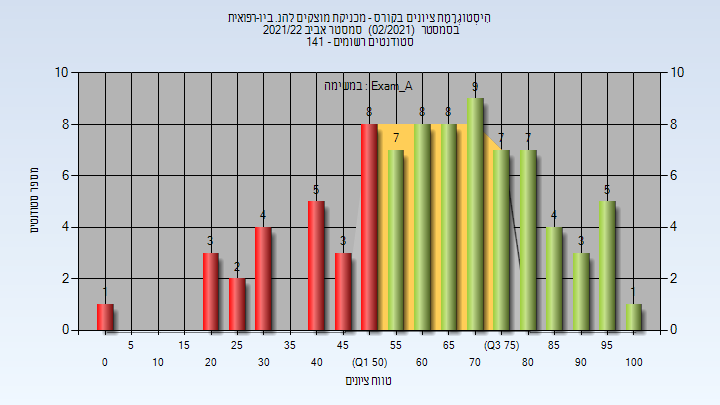 היסטוגרמת ציונים בקורס - מכניקת מוצקים להנ. ביו-רפואית
בסמסטר (02/2021) סמסטר אביב 2021/22
סטודנטים רשומים - 141
במשימה : Exam_A
מספר סטודנטים
10 10
8 8
6 6
4 4
2 2
0 0
1 3 2 4 5 3 8 7 8 8 9 7 7 4 3 5 1
5 15 25 35 45 55 65 (Q3 75) 85 95
0 10 20 30 40 (Q1 50) 60 70 80 90 100
טווח ציונים